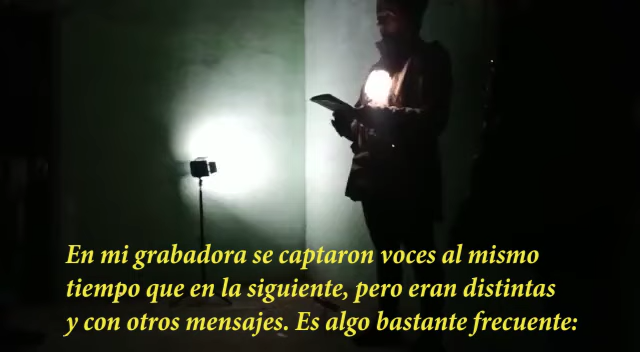 En mi grabadora se captaron voces al mismo
tiempo que en la siguiente, pero eran distintas
y con otros mensajes. Es algo bastante frecuente: